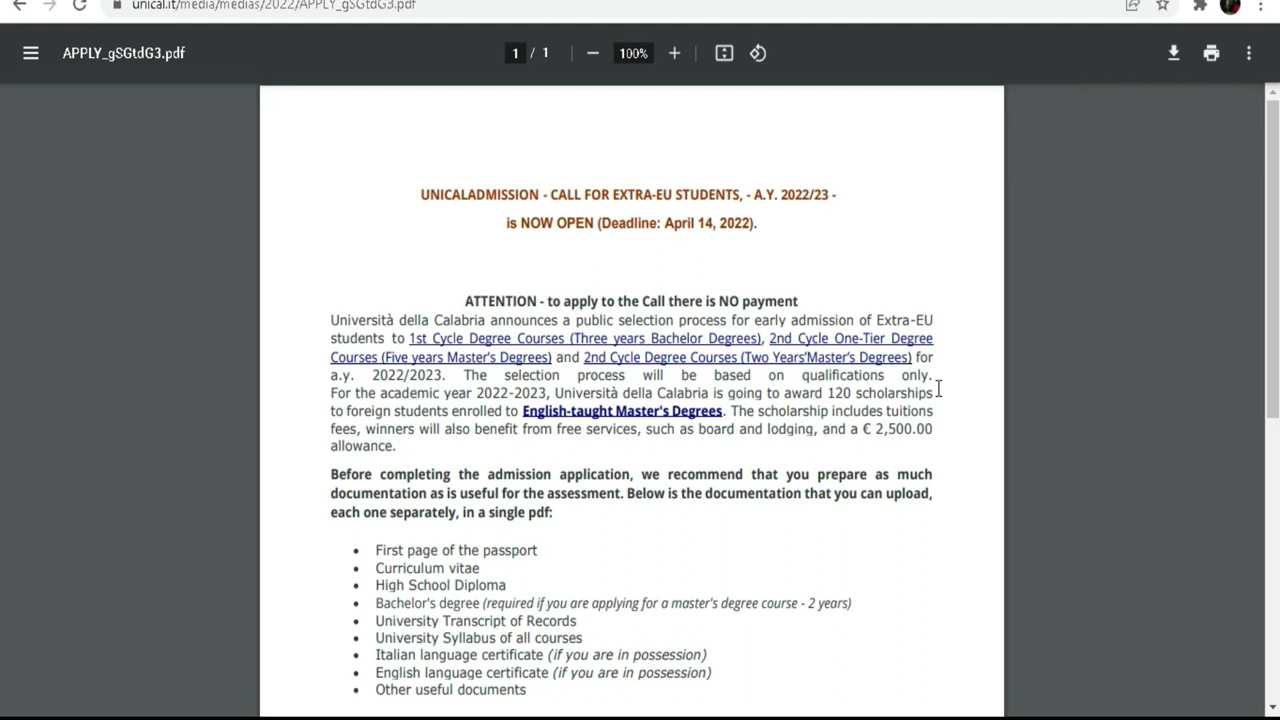 unical.it/media/medias/2022/APPLY_gSGtdG3.pdf
APPLY_gSGtdG3.pdf
1 / 1
100%
UNICALADMISSION - CALL FOR EXTRA-EU STUDENTS, - A.Y. 2022/23 -
is NOW OPEN (Deadline: April 14, 2022).
ATTENTION - to apply to the Call there is NO payment
Università della Calabria announces a public selection process for early admission of Extra-EU
students to 1st Cycle Degree Courses (Three years Bachelor Degrees), 2nd Cycle One-Tier Degree
Courses (Five years Master's Degrees) and 2nd Cycle Degree Courses (Two Years'Master's Degrees) for
a.y. 2022/2023. The selection process will be based on qualifications only.
For the academic year 2022-2023, Università della Calabria is going to award 120 scholarships
to foreign students enrolled to English-taught Master's Degrees. The scholarship includes tuitions
fees, winners will also benefit from free services, such as board and lodging, and a € 2,500.00
allowance.
Before completing the admission application, we recommend that you prepare as much
documentation as is useful for the assessment. Below is the documentation that you can upload,
each one separately, in a single pdf:
• First page of the passport
• Curriculum vitae
• High School Diploma
• Bachelor's degree (required if you are applying for a master's degree course - 2 years)
• University Transcript of Records
• University Syllabus of all courses
• Italian language certificate (if you are in possession)
• English language certificate (if you are in possession)
• Other useful documents